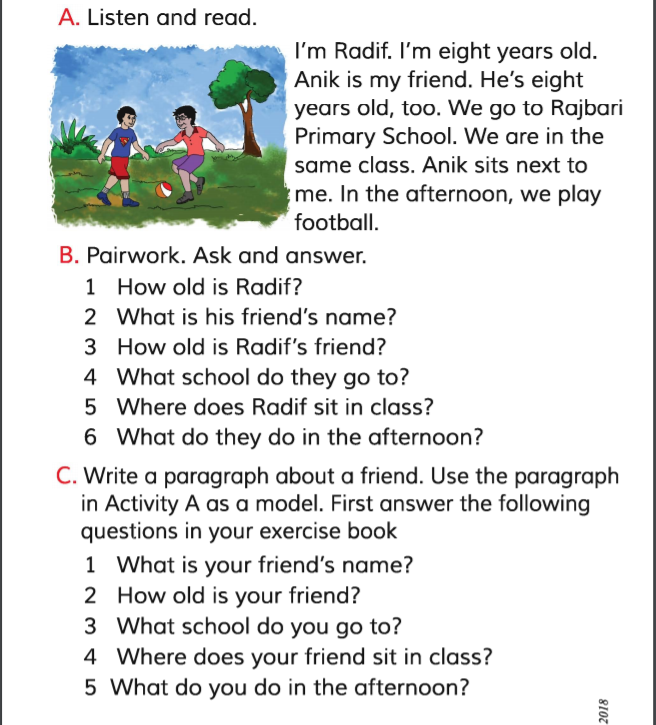 A. Listen and read.
I'm Radif. I'm eight years old.
Anik is my friend. He's eight
years old, too. We go to Rajbari
Primary School. We are in the
same class. Anik sits next to
me. In the afternoon, we play
football.
B. Pairwork. Ask and answer.
1 How old is Radif?
2 What is his friend's name?
3 How old is Radif's friend?
4 What school do they go to?
5 Where does Radif sit in class?
6 What do they do in the afternoon?
C. Write a paragraph about a friend. Use the paragraph
in Activity A as a model. First answer the following
questions in your exercise book
1 What is your friend's name?
2 How old is your friend?
3 What school do you go to?
4 Where does your friend sit in class?
5 What do you do in the afternoon?
2018